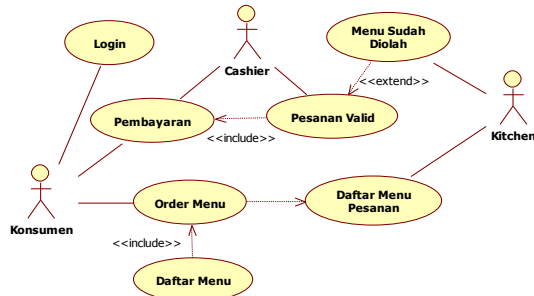 Login
Menu Sudah
Diolah
Cashier
<<extend>>
Pembayaran
Pesanan Valid
<<include>>
Kitchen
Konsumen
Order Menu
Daftar Menu
Pesanan
<<include>>
Daftar Menu